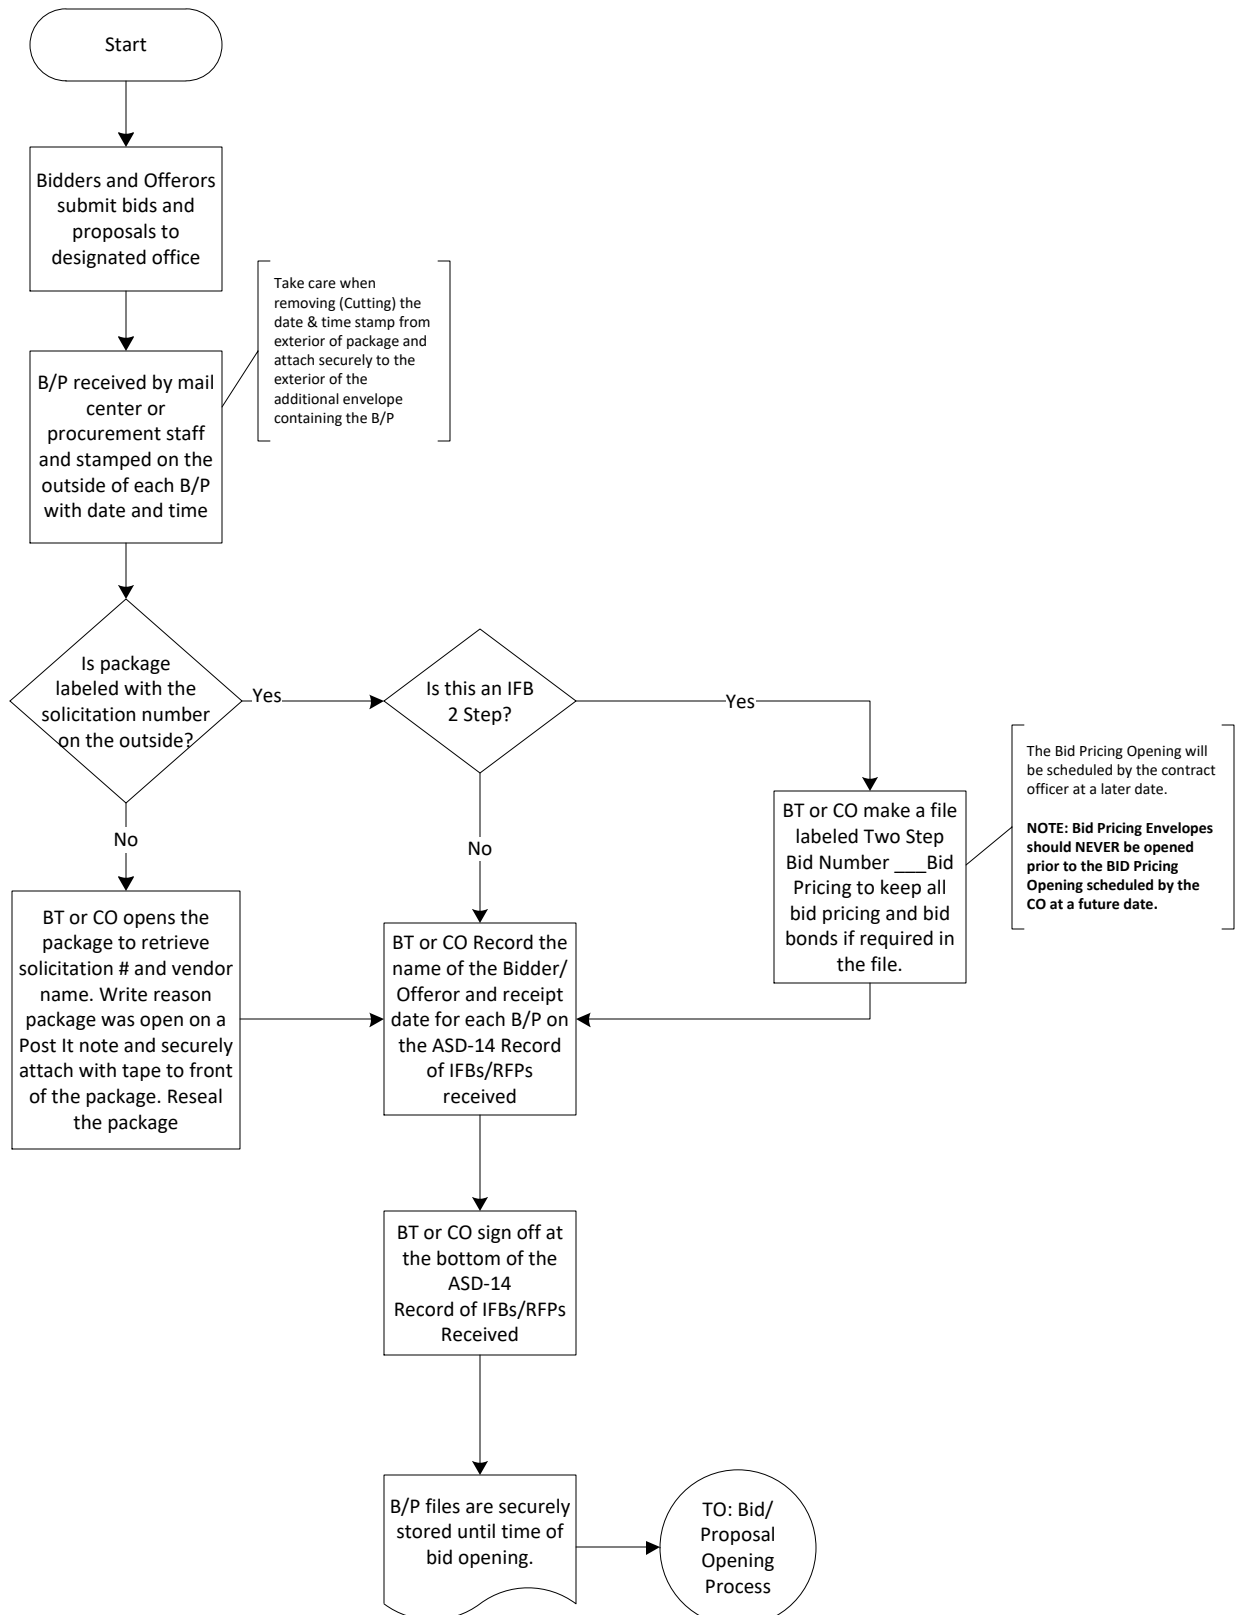 Start
Bidders and Offerors
submit bids and
proposals to
designated office
Take care when
removing (Cutting) the
date & time stamp from
exterior of package and
attach securely to the
exterior of the
additional envelope
containing the B/P
B/P received by mail
center or
procurement staff
and stamped on the
outside of each B/P
with date and time
Is package
labeled with the
solicitation number
on the outside?
Yes
Is this an IFB
2 Step?
Yes
The Bid Pricing Opening will
be scheduled by the contract
officer at a later date.
NOTE: Bid Pricing Envelopes
should NEVER be opened
prior to the BID Pricing
Opening scheduled by the
CO at a future date.
BT or CO make a file
labeled Two Step
Bid Number ___Bid
Pricing to keep all
bid pricing and bid
bonds if required in
the file.
No
No
BT or CO opens the
package to retrieve
solicitation # and vendor
name. Write reason
package was open on a
Post It note and securely
attach with tape to front
of the package. Reseal
the package
BT or CO Record the
name of the Bidder/
Offeror and receipt
date for each B/P on
the ASD-14 Record
of IFBs/RFPs
received
BT or CO sign off at
the bottom of the
ASD-14
Record of IFBs/RFPs
Received
B/P files are securely
stored until time of
bid opening.
TO: Bid/
Proposal
Opening
Process